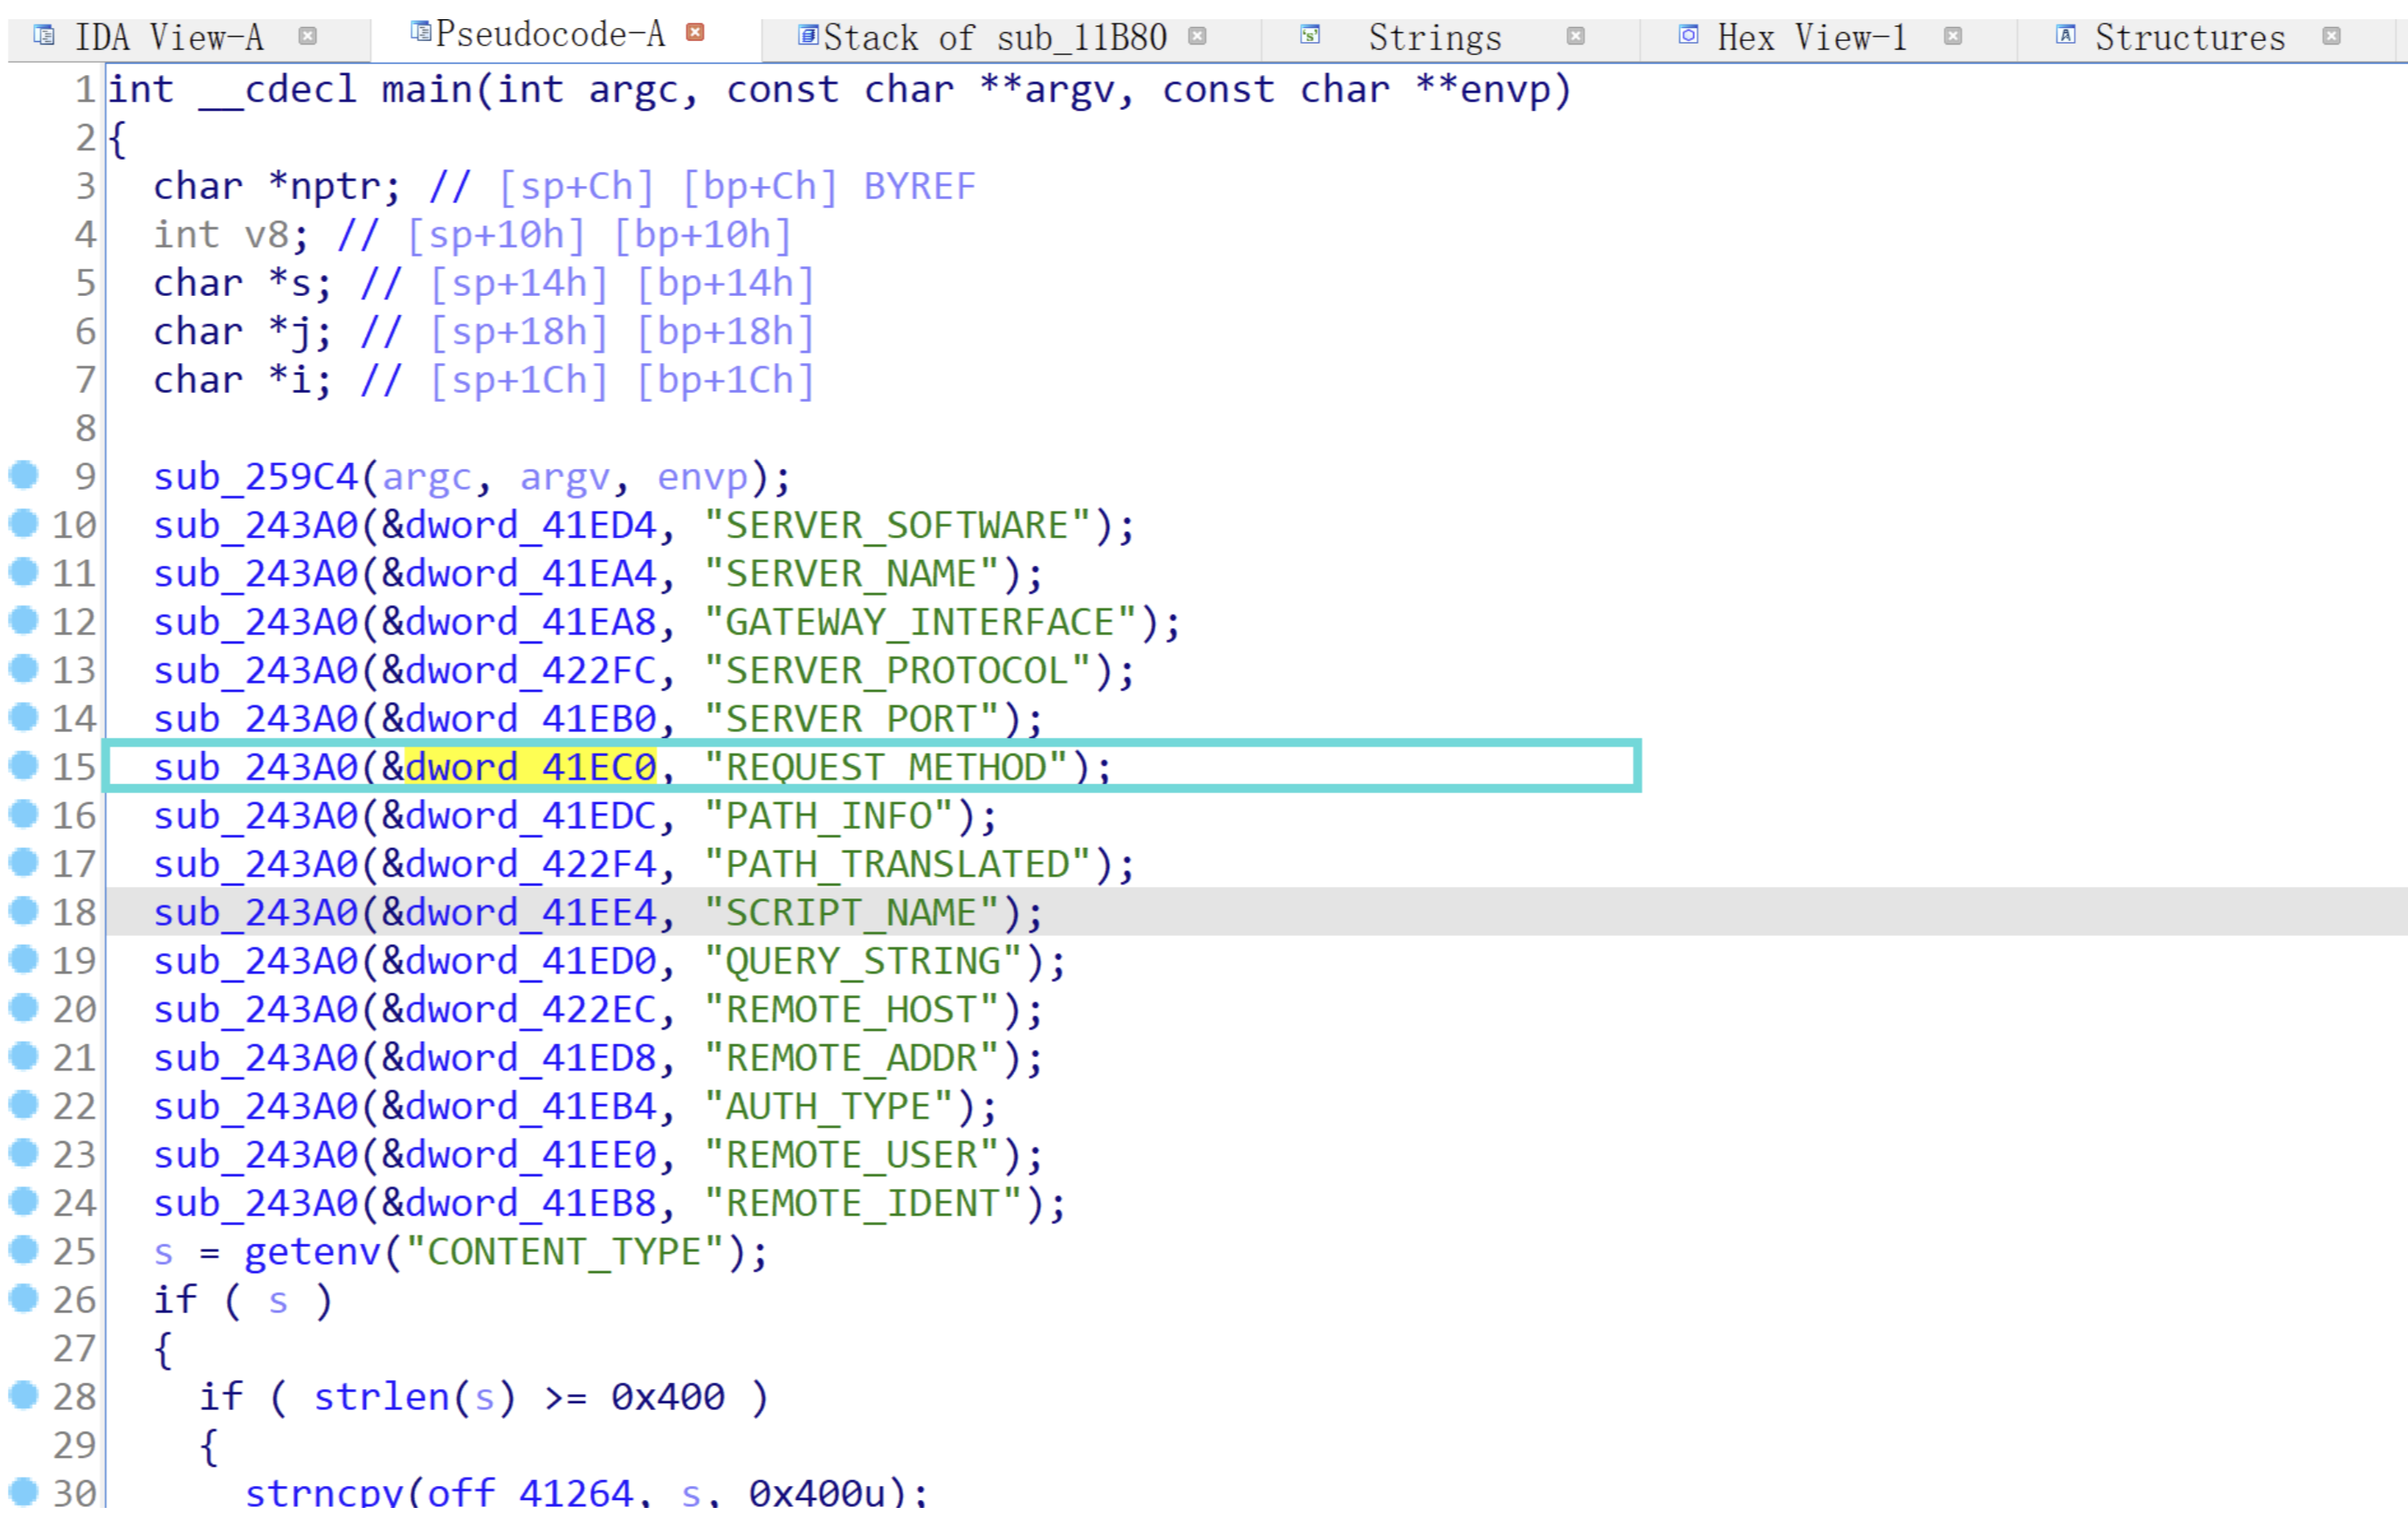 IDA View-A Pseudocode-A Stack of sub_11B80 Strings Hex View-1 Structures
1 int __cdecl main(int argc, const char **argv, const char **envp)
2 {
3 char *nptr; // [sp+Ch] [bp+Ch] BYREF
4 int v8; // [sp+10h] [bp+10h]
5 char *s; // [sp+14h] [bp+14h]
6 char *j; // [sp+18h] [bp+18h]
7 char *i; // [sp+1Ch] [bp+1Ch]
8
9 sub_259C4(argc, argv, envp);
10 sub_243A0(&dword_41ED4, "SERVER_SOFTWARE");
11 sub_243A0(&dword_41EA4, "SERVER_NAME");
12 sub_243A0(&dword_41EA8, "GATEWAY_INTERFACE");
13 sub_243A0(&dword_422FC, "SERVER_PROTOCOL");
14 sub_243A0(&dword_41EB0, "SERVER_PORT");
15 sub_243A0(&dword_41EC0, "REQUEST_METHOD");
16 sub_243A0(&dword_41EDC, "PATH_INFO");
17 sub_243A0(&dword_422F4, "PATH_TRANSLATED");
18 sub_243A0(&dword_41EE4, "SCRIPT_NAME");
19 sub_243A0(&dword_41ED0, "QUERY_STRING");
20 sub_243A0(&dword_422EC, "REMOTE_HOST");
21 sub_243A0(&dword_41ED8, "REMOTE_ADDR");
22 sub_243A0(&dword_41EB4, "AUTH_TYPE");
23 sub_243A0(&dword_41EE0, "REMOTE_USER");
24 sub_243A0(&dword_41EB8, "REMOTE_IDENT");
25 s = getenv("CONTENT_TYPE");
26 if ( s )
27 {
28 if ( strlen(s) >= 0x400 )
29 {
30 strncpy(off_41264, s, 0x400u);